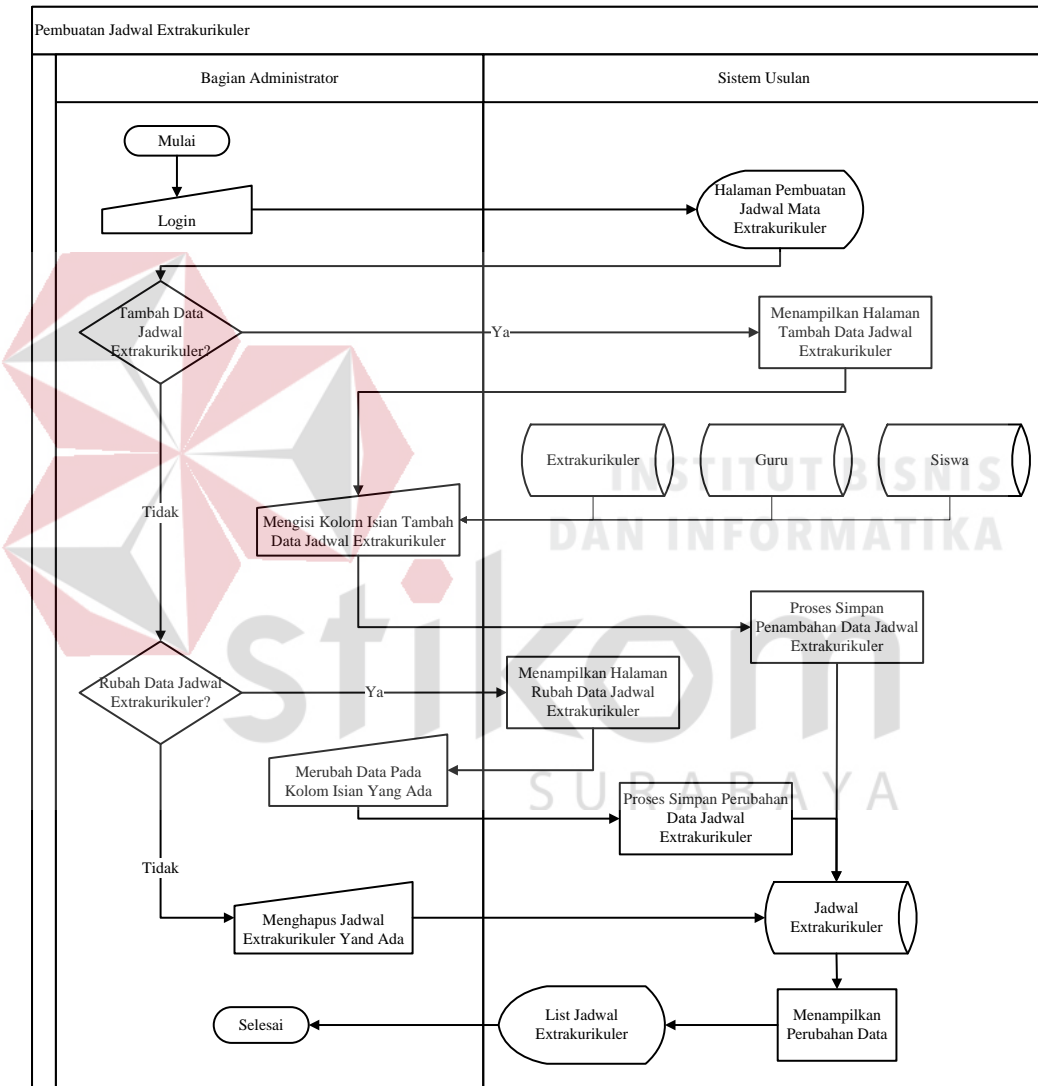 Pembuatan Jadwal Extrakurikuler
Bagian Administrator
Sistem Usulan
Mulai
Login
Halaman Pembuatan
Jadwal Mata
Extrakurikuler
Tambah Data
Jadwal
Extrakurikuler?
Ya
Menampilkan Halaman
Tambah Data Jadwal
Extrakurikuler
Extrakurikuler
Guru
Siswa
INSTITUT BISNIS
DAN INFORMATIKA
Tidak
Mengisi Kolom Isian Tambah
Data Jadwal Extrakurikuler
stikom
SURABAYA
Proses Simpan
Penambahan Data Jadwal
Extrakurikuler
Rubah Data Jadwal
Extrakurikuler?
Ya
Menampilkan Halaman
Rubah Data Jadwal
Extrakurikuler
Merubah Data Pada
Kolom Isian Yang Ada
Proses Simpan Perubahan
Data Jadwal
Extrakurikuler
Tidak
Menghapus Jadwal
Extrakurikuler Yand Ada
Jadwal
Extrakurikuler
Menampilkan
Perubahan Data
List Jadwal
Extrakurikuler
Selesai